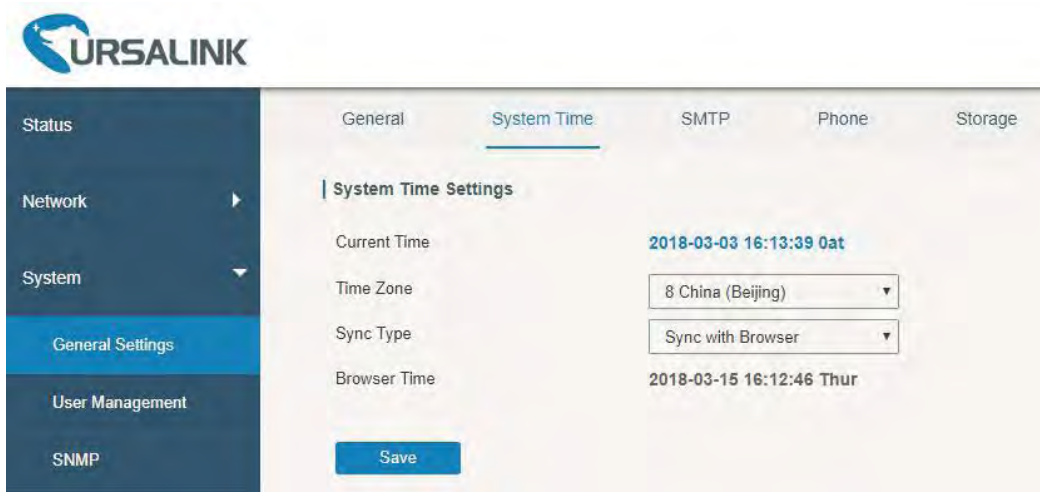 URSALINK
Status
Network
System
General Settings
User Management
SNMP
General System Time SMTP Phone Storage
System Time Settings
Current Time 2018-03-03 16:13:39 0at
Time Zone 8 China (Beijing)
Sync Type Sync with Browser
Browser Time 2018-03-15 16:12:46 Thur
Save